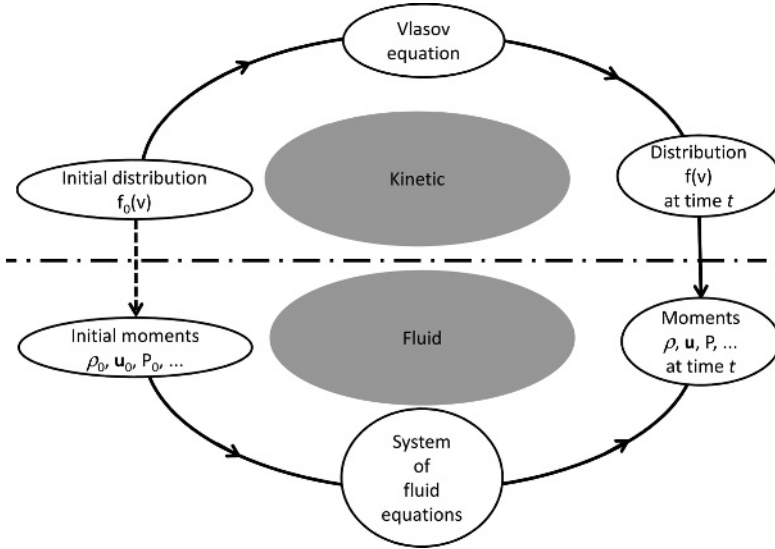 Vlasov
equation
Initial distribution
f₀(v)
Kinetic
Distribution
f(v)
at time t
Initial moments
ρ₀, u₀, P₀, ...
Fluid
Moments
ρ, u, P, ...
at time t
System
of
fluid
equations